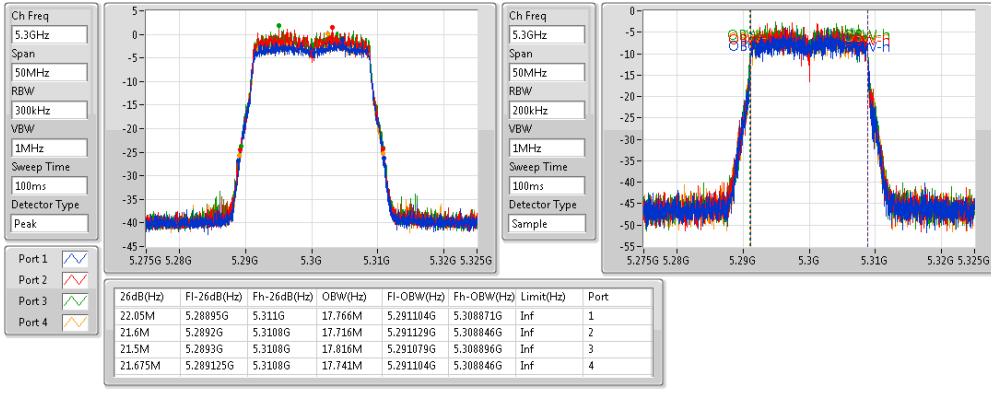 Ch Freq
5.3GHz
Span
50MHz
RBW
300kHz
VBW
1MHz
Sweep Time
100ms
Detector Type
Peak
5
0
-5
-10
-15
-20
-25
-30
-35
-40
-45
5.275G 5.28G 5.29G 5.3G 5.31G 5.32G 5.325G
Ch Freq
5.3GHz
Span
50MHz
RBW
200kHz
VBW
1MHz
Sweep Time
100ms
Detector Type
Sample
0
-5
-10
-15
-20
-25
-30
-35
-40
-45
-50
-55
5.275G 5.28G 5.29G 5.3G 5.31G 5.32G 5.325G
Port 1
Port 2
Port 3
Port 4
26dB(Hz) Fl-26dB(Hz) Fh-26dB(Hz) OBW(Hz) Fl-OBW(Hz) Fh-OBW(Hz) Limit(Hz) Port
22.05M 5.28895G 5.311G 17.766M 5.291104G 5.308871G Inf 1
21.6M 5.2892G 5.3108G 17.716M 5.291129G 5.308846G Inf 2
21.5M 5.2893G 5.3108G 17.816M 5.291079G 5.308896G Inf 3
21.675M 5.289125G 5.3108G 17.741M 5.291104G 5.308846G Inf 4